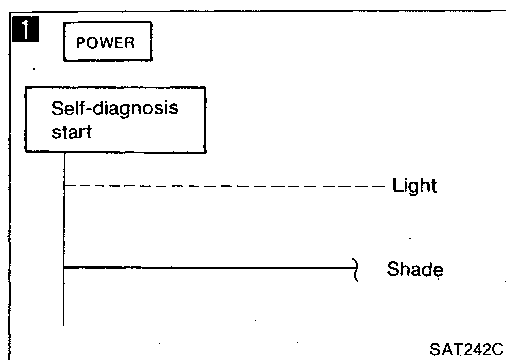 1
POWER
Self-diagnosis
start
Light
Shade
SAT242C